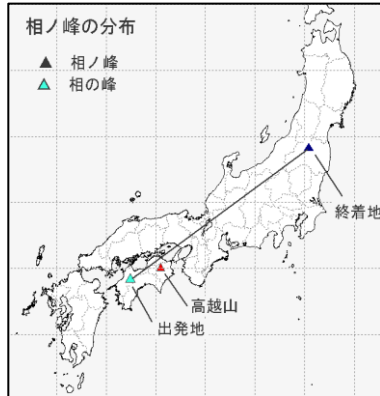 相ノ峰の分布
▲ 相ノ峰
▲ 相の峰
終着地
高越山
出発地